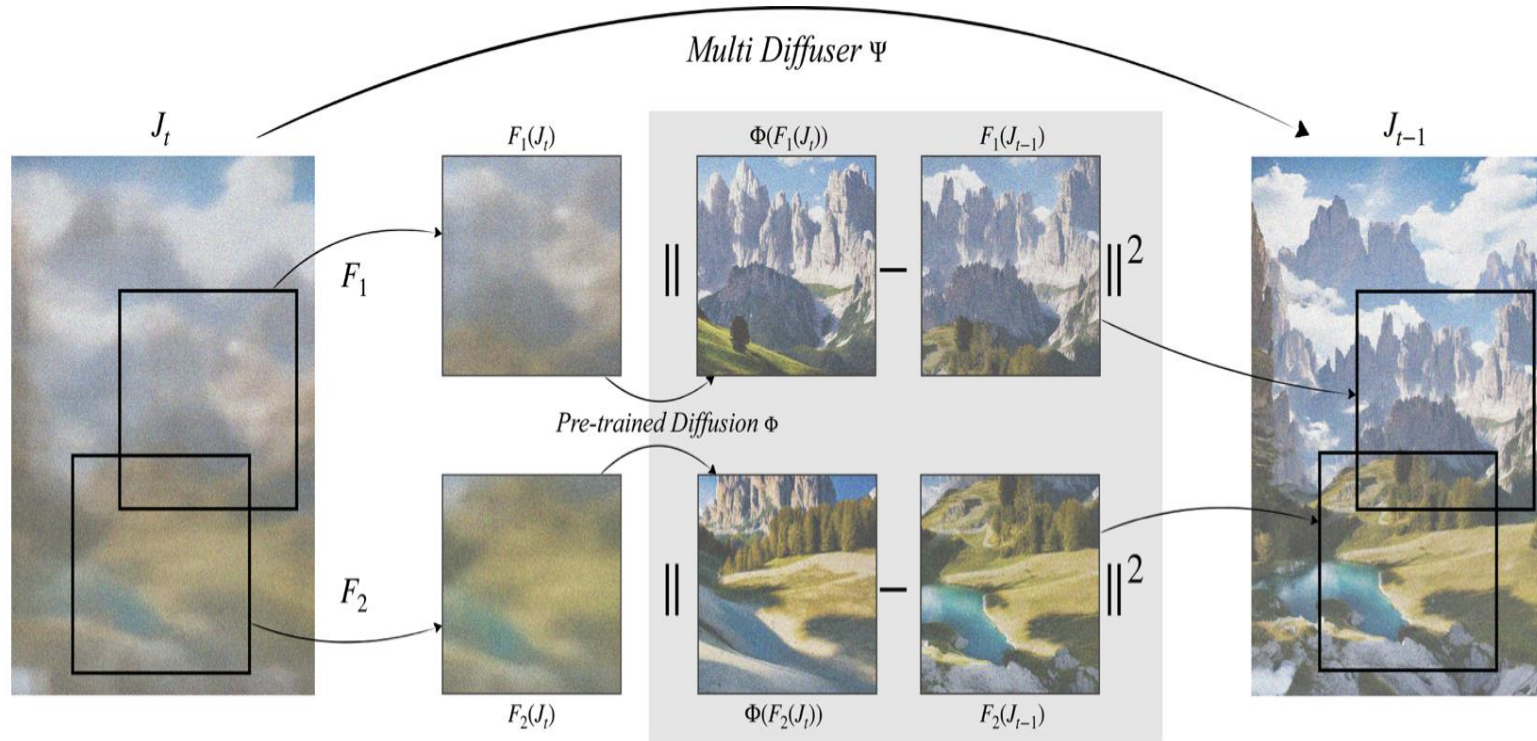 Multi Diffuser Ψ
J_t
F_1(J_t)
Φ(F_1(J_t))
F_1(J_{t-1})
J_{t-1}
F_1
|| − ||^2
Pre-trained Diffusion Φ
F_2
|| − ||^2
F_2(J_t)
Φ(F_2(J_t))
F_2(J_{t-1})